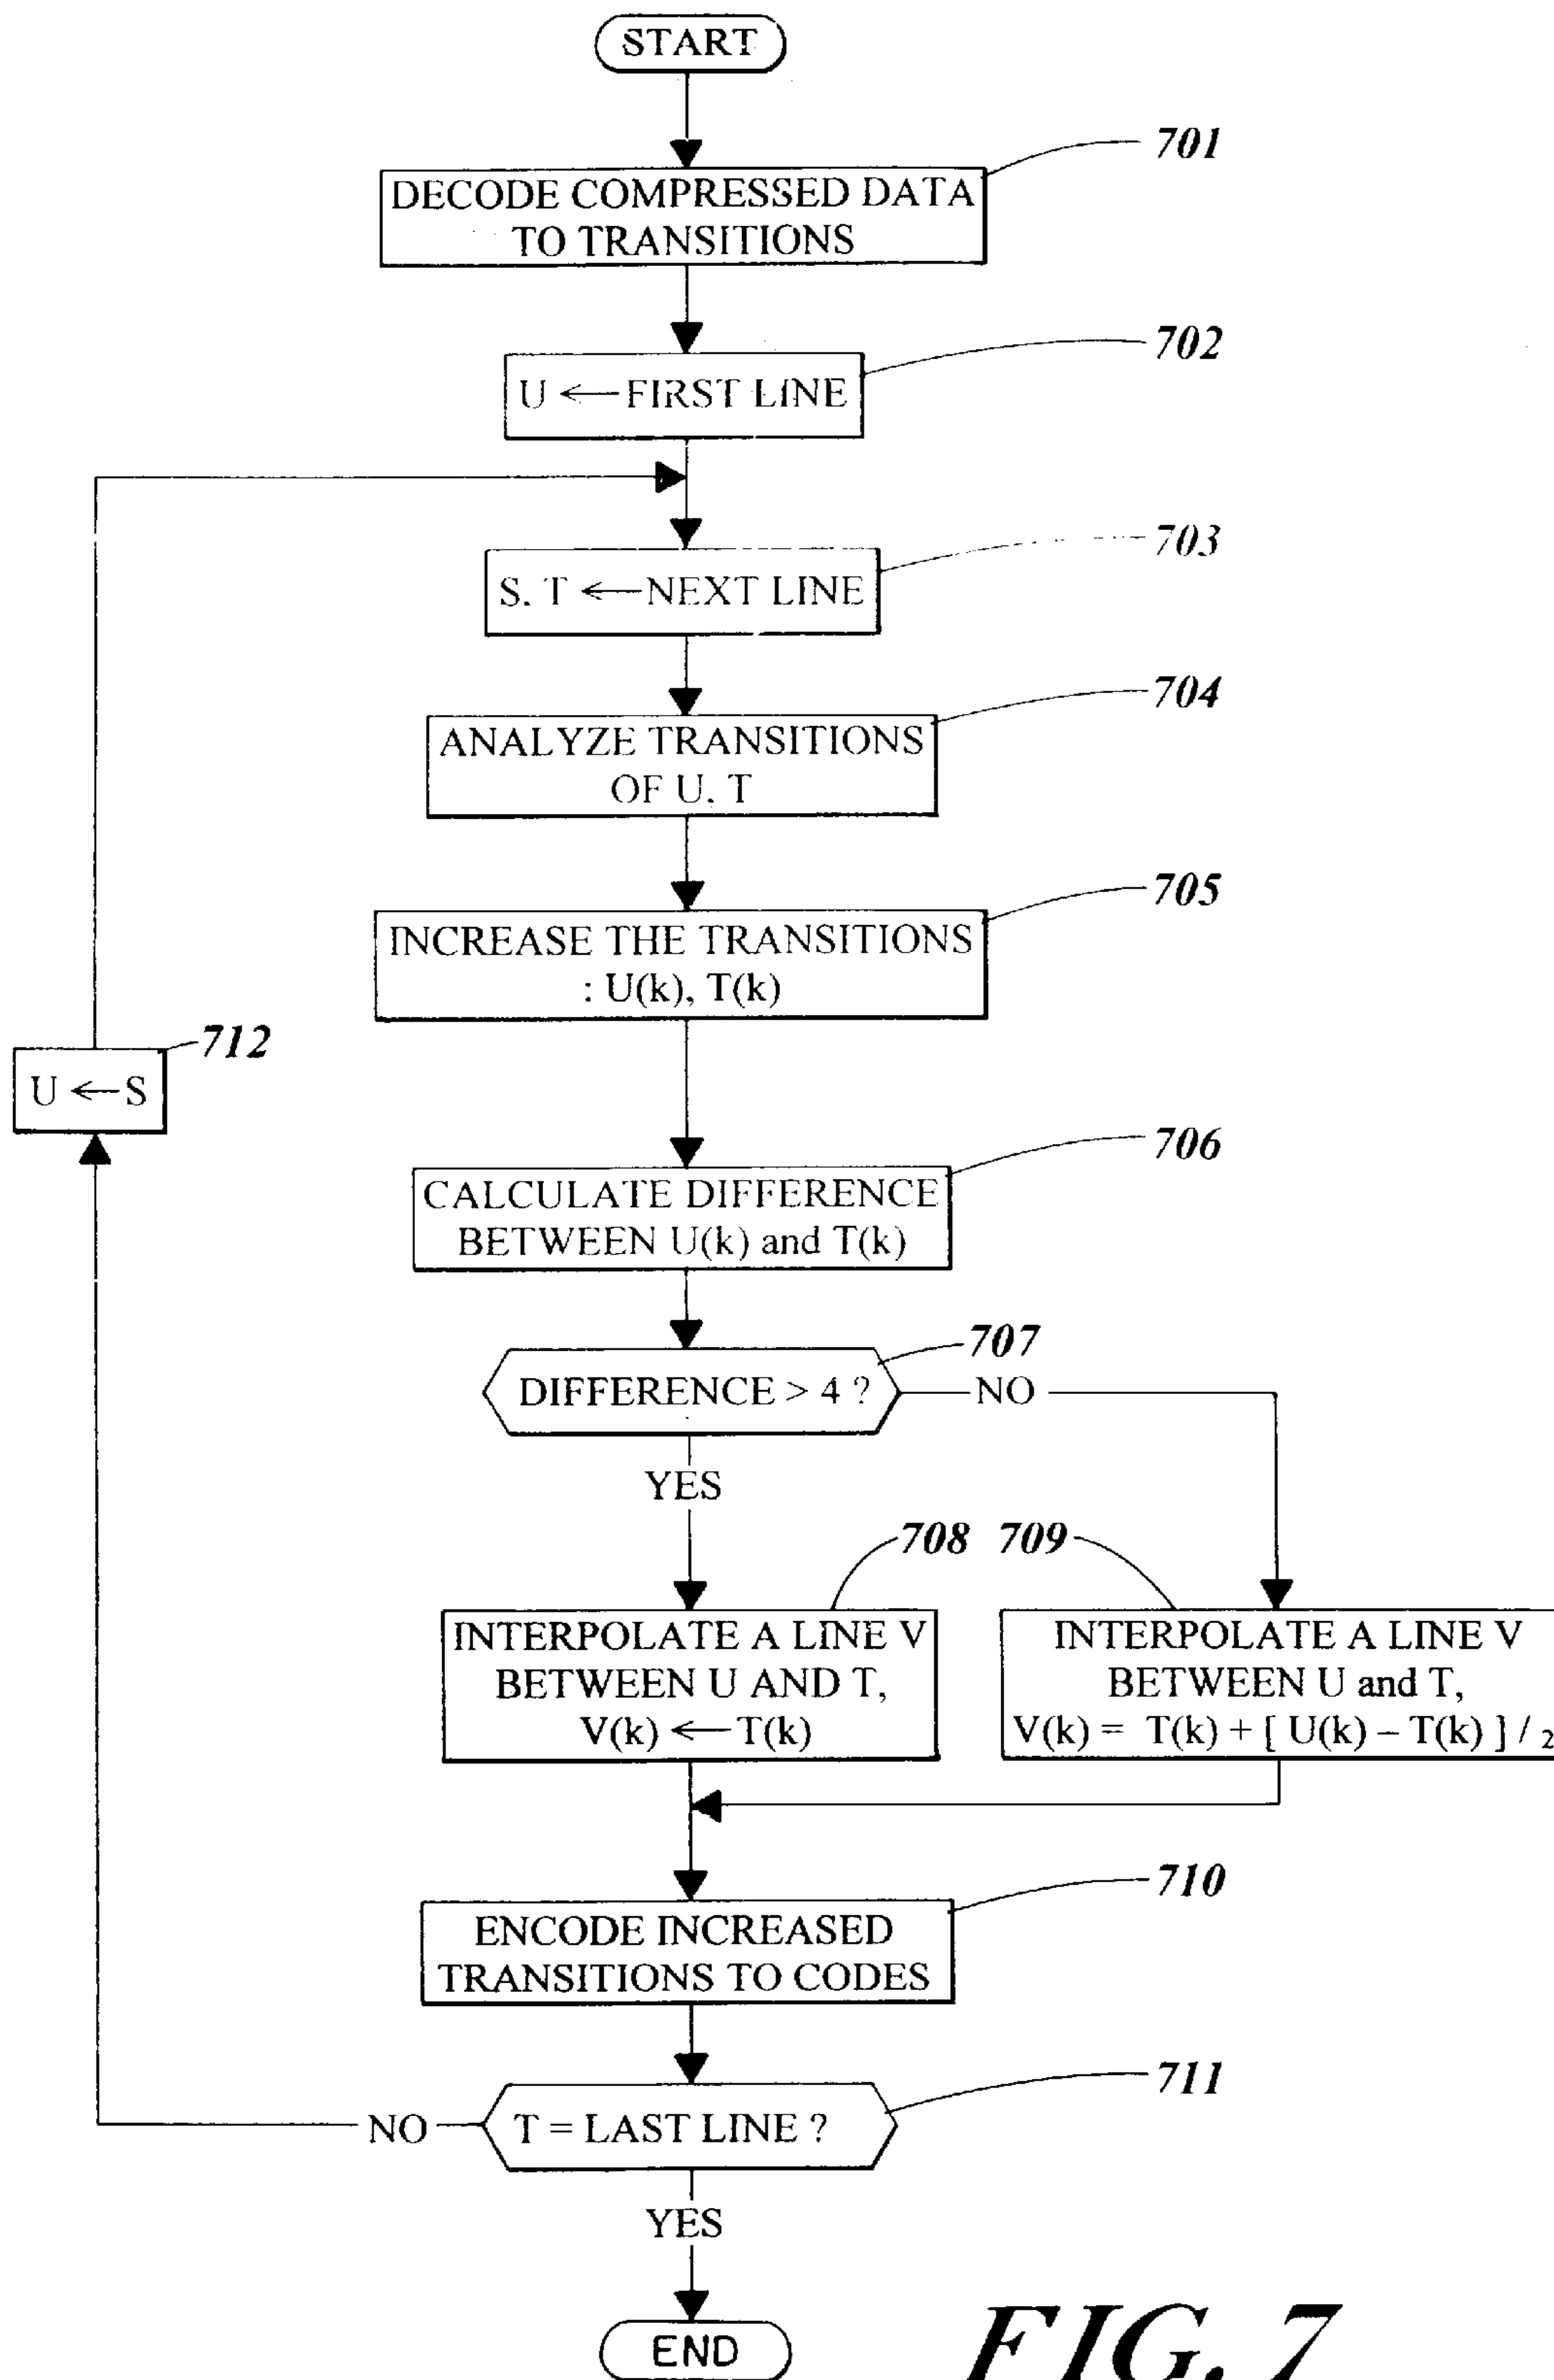 START
701
DECODE COMPRESSED DATA
TO TRANSITIONS
702
U ← FIRST LINE
703
S, T ← NEXT LINE
704
ANALYZE TRANSITIONS
OF U, T
705
INCREASE THE TRANSITIONS
: U(k), T(k)
712
U ← S
706
CALCULATE DIFFERENCE
BETWEEN U(k) and T(k)
707
DIFFERENCE > 4 ?
NO
YES
708
709
INTERPOLATE A LINE V
BETWEEN U AND T,
V(k) ← T(k)
INTERPOLATE A LINE V
BETWEEN U and T,
V(k) = T(k) + [ U(k) – T(k) ] / 2
710
ENCODE INCREASED
TRANSITIONS TO CODES
711
T = LAST LINE ?
NO
YES
END
FIG. 7